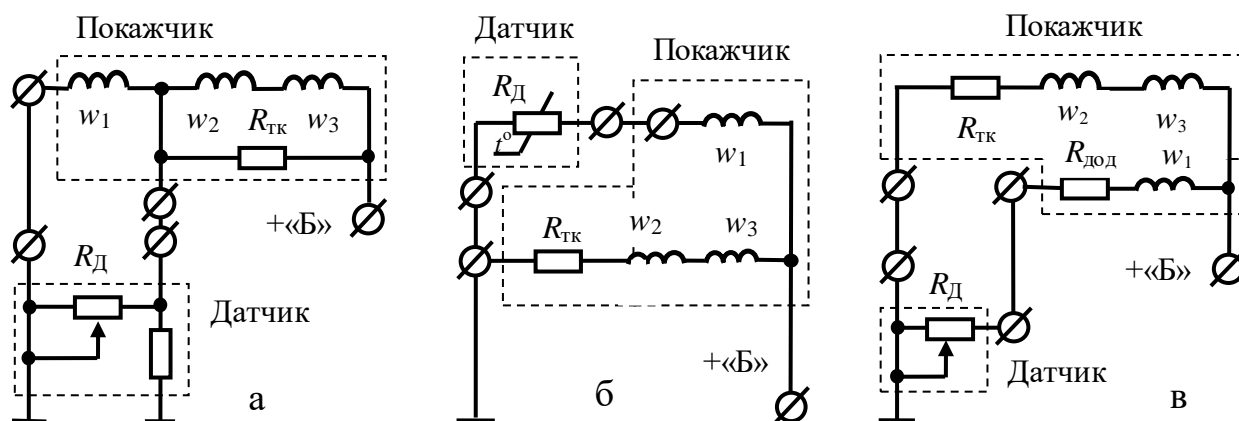 Покажчик
w1
w2
Rтк
w3
+«Б»
RД
Датчик
а
Датчик
Покажчик
RД
t°
w1
Rтк
w2
w3
+«Б»
б
Покажчик
Rтк
w2
w3
Rдод
w1
+«Б»
RД
Датчик
в